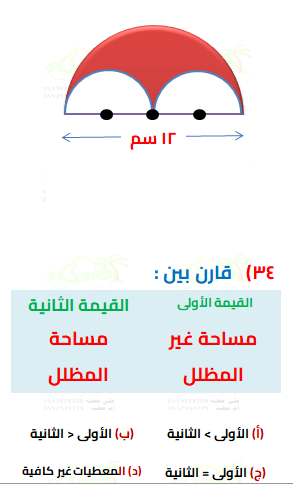 ١٢ سم
٣٤) قارن بين :
القيمة الأولى
القيمة الثانية
مساحة غير المظلل
مساحة المظلل
(أ) الأولى > الثانية
(ب) الأولى < الثانية
(ج) الأولى = الثانية
(د) المعطيات غير كافية